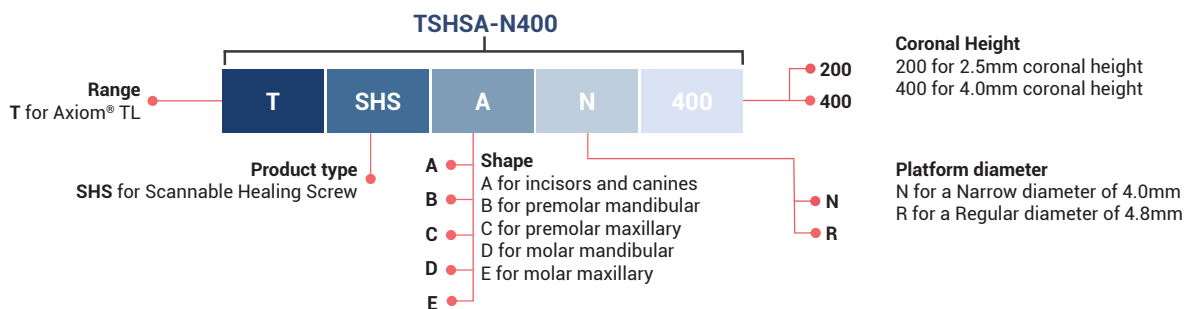 TSHSA-N400
Range
T for Axiom® TL
T
SHS
A
N
400
200
400
Coronal Height
200 for 2.5mm coronal height
400 for 4.0mm coronal height
Product type
SHS for Scannable Healing Screw
A
B
C
D
E
Shape
A for incisors and canines
B for premolar mandibular
C for premolar maxillary
D for molar mandibular
E for molar maxillary
N
R
Platform diameter
N for a Narrow diameter of 4.0mm
R for a Regular diameter of 4.8mm